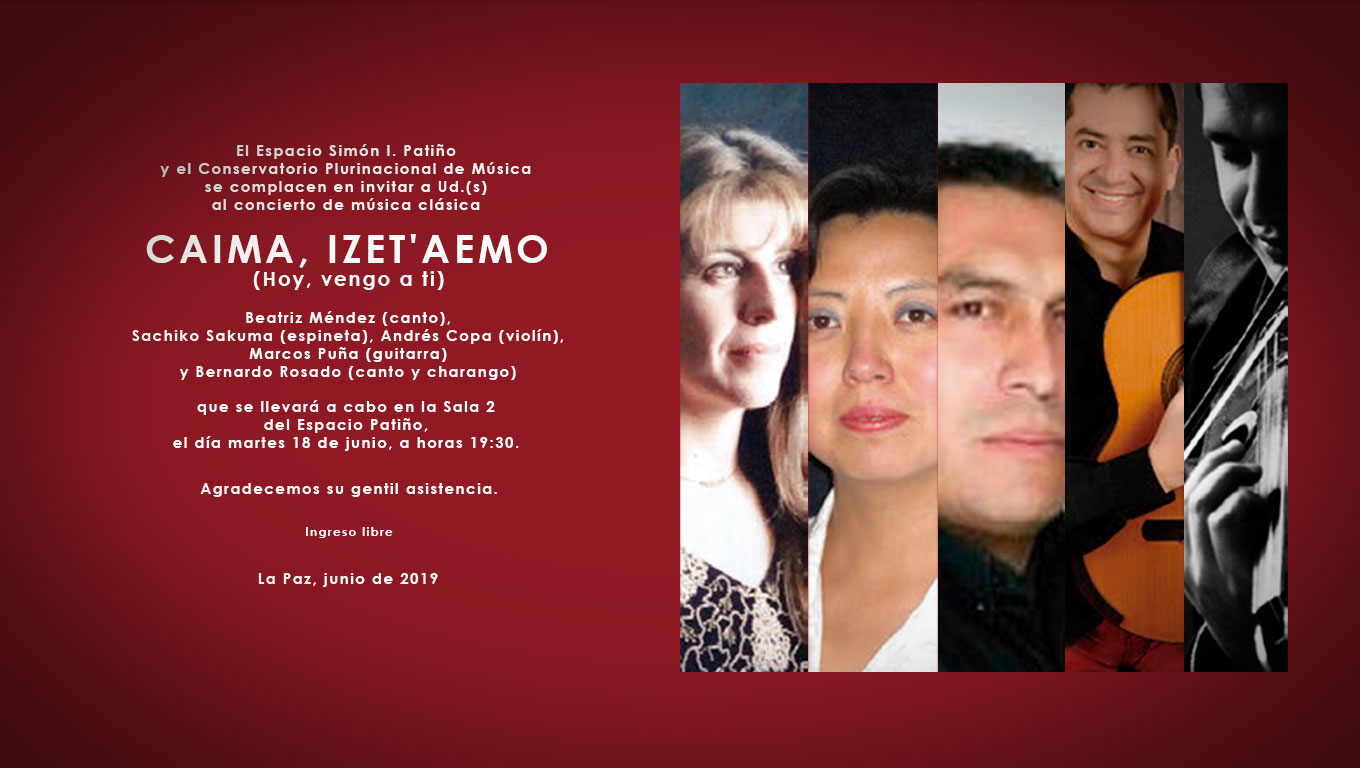 El Espacio Simón I. Patiño
y el Conservatorio Plurinacional de Música
se complacen en invitar a Ud.(s)
al concierto de música clásica
CAIMA, IZET'AEMO
(Hoy, vengo a ti)
Beatriz Méndez (canto),
Sachiko Sakuma (espineta), Andrés Copa (violín),
Marcos Puña (guitarra)
y Bernardo Rosado (canto y charango)
que se llevará a cabo en la Sala 2
del Espacio Patiño,
el día martes 18 de junio, a horas 19:30.
Agradecemos su gentil asistencia.
Ingreso libre
La Paz, junio de 2019